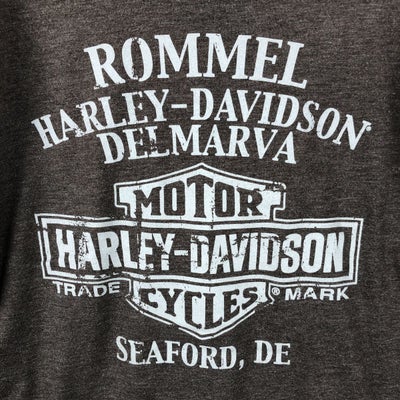 ROMMEL
HARLEY-DAVIDSON®
DELMARVA
MOTOR
HARLEY-DAVIDSON
TRADE ® MARK
CYCLES
SEAFORD, DE